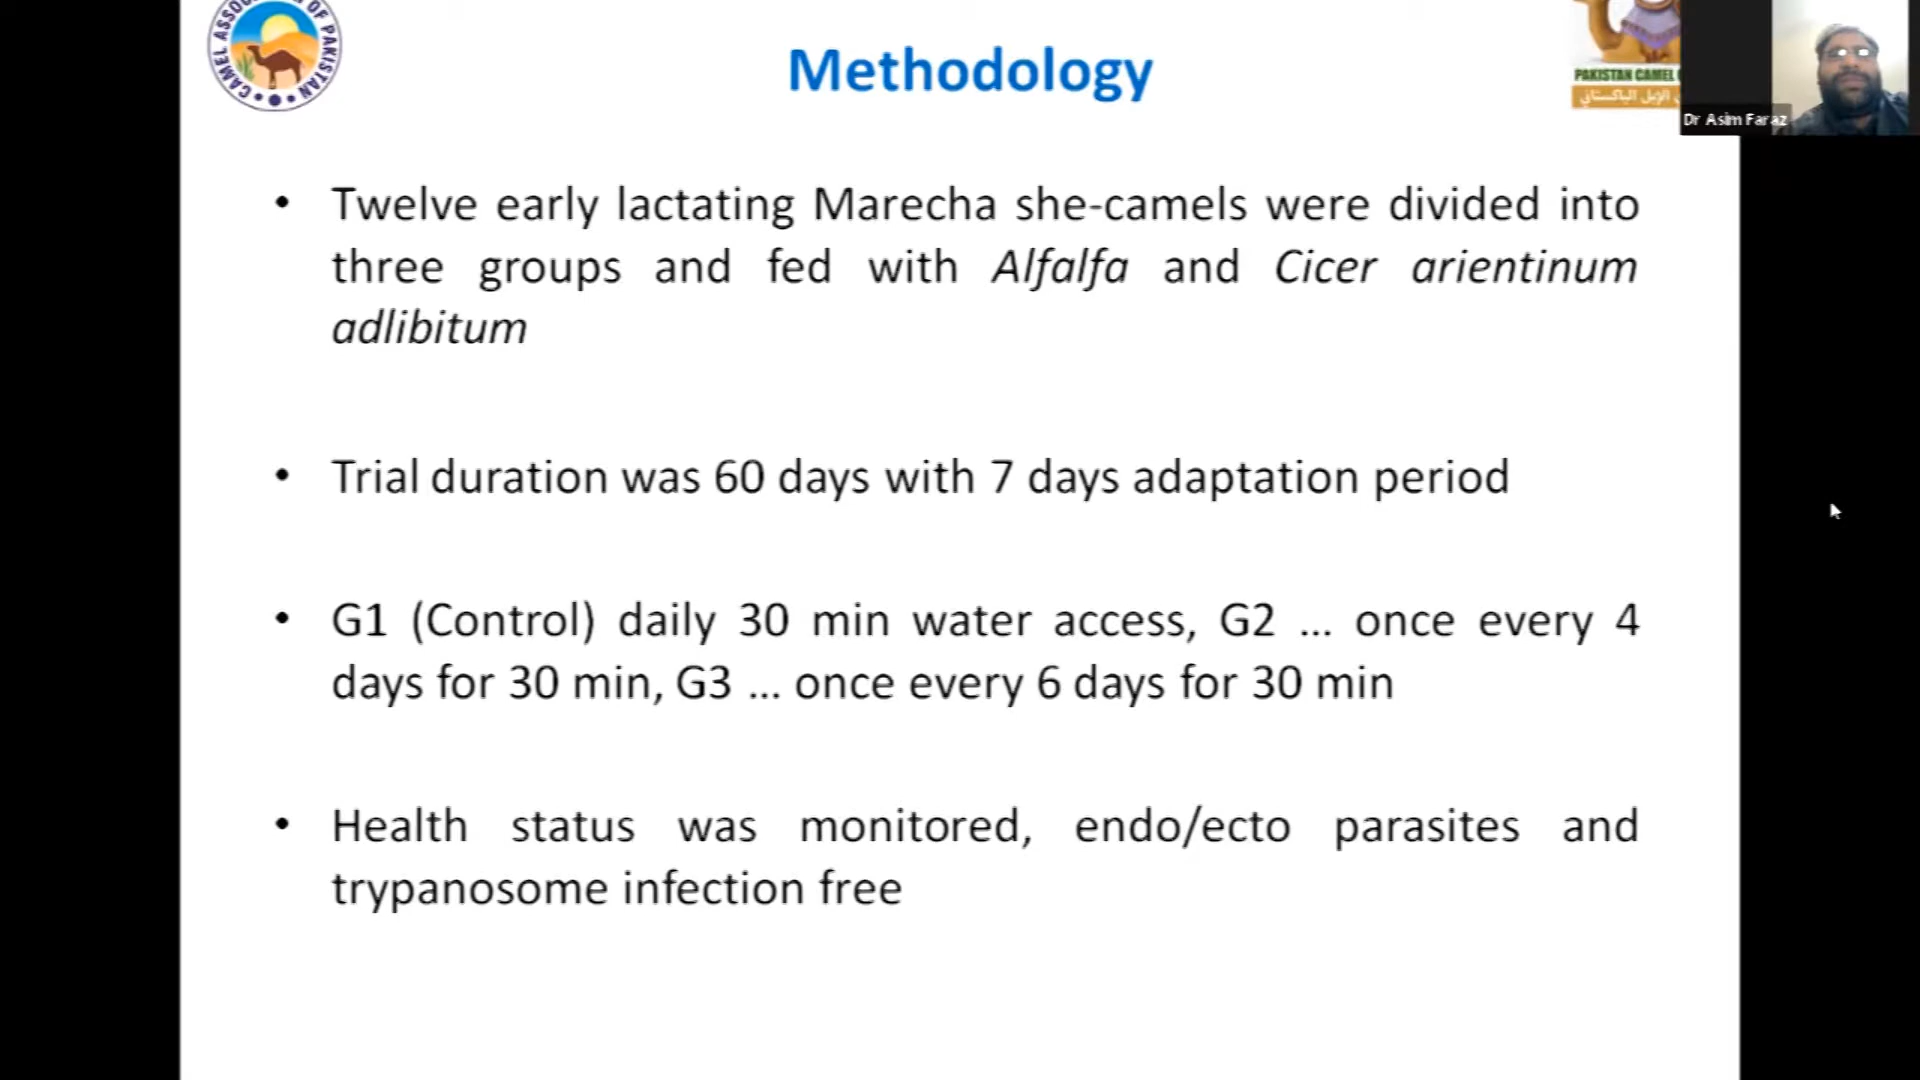 CAMEL ASSOC OF PAKISTAN
Methodology
PAKISTAN CAMEL
الإبل الباكستاني
Dr Asim Faraz
• Twelve early lactating Marecha she-camels were divided into
three groups and fed with Alfalfa and Cicer arientinum
adlibitum
• Trial duration was 60 days with 7 days adaptation period
• G1 (Control) daily 30 min water access, G2 ... once every 4
days for 30 min, G3 ... once every 6 days for 30 min
• Health status was monitored, endo/ecto parasites and
trypanosome infection free